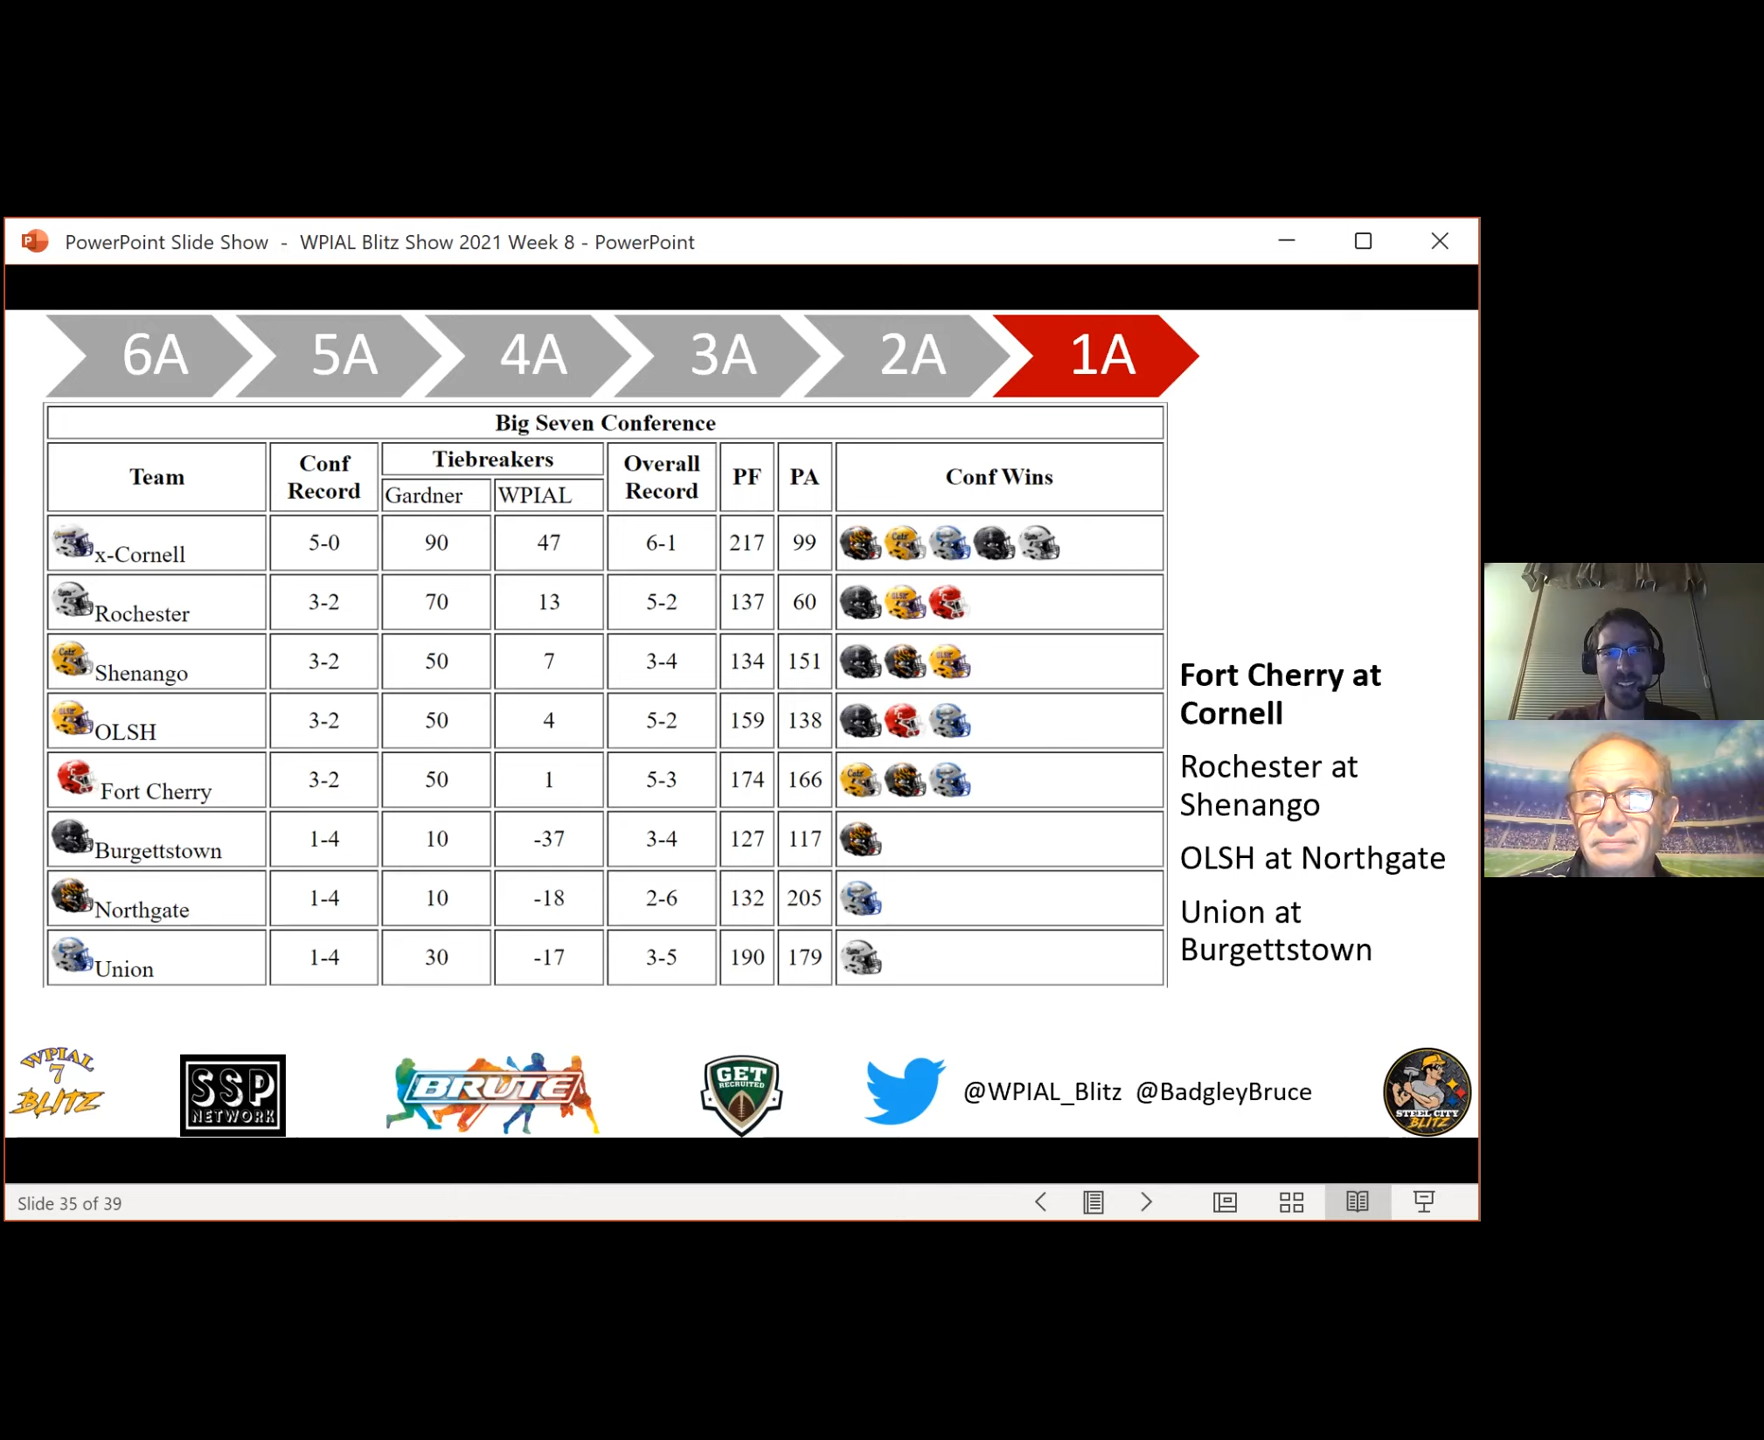 PowerPoint Slide Show - WPIAL Blitz Show 2021 Week 8 - PowerPoint
6A 5A 4A 3A 2A 1A
Big Seven Conference
Team Conf Record Tiebreakers Overall Record PF PA Conf Wins
Gardner WPIAL
x-Cornell 5-0 90 47 6-1 217 99
Rochester 3-2 70 13 5-2 137 60
Shenango 3-2 50 7 3-4 134 151
OLSH 3-2 50 4 5-2 159 138
Fort Cherry 3-2 50 1 5-3 174 166
Burgettstown 1-4 10 -37 3-4 127 117
Northgate 1-4 10 -18 2-6 132 205
Union 1-4 30 -17 3-5 190 179
Fort Cherry at
Cornell
Rochester at
Shenango
OLSH at Northgate
Union at
Burgettstown
WPIAL
7
BLITZ
SSP
NETWORK
BRUTE
GET
RECRUITED
@WPIAL_Blitz @BadgleyBruce
STEEL CITY
BLITZ
Slide 35 of 39